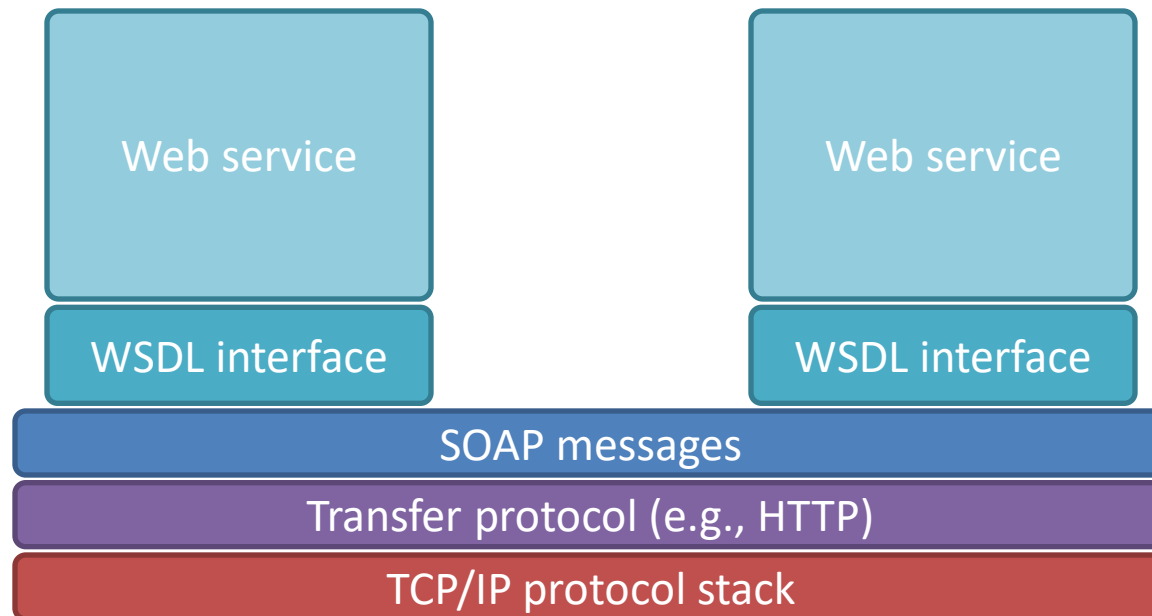 Web service
Web service
WSDL interface
WSDL interface
SOAP messages
Transfer protocol (e.g., HTTP)
TCP/IP protocol stack